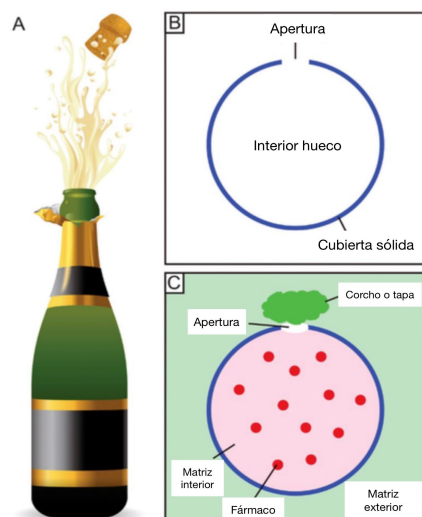 A
B
Apertura
Interior hueco
Cubierta sólida
C
Corcho o tapa
Apertura
Matriz
interior
Fármaco
Matriz
exterior